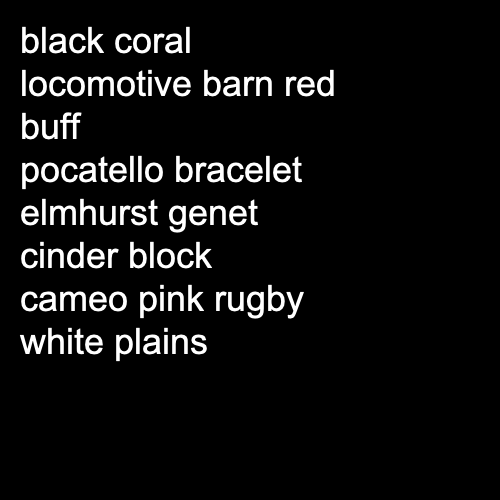 black coral
locomotive barn red
buff
pocatello bracelet
elmhurst genet
cinder block
cameo pink rugby
white plains